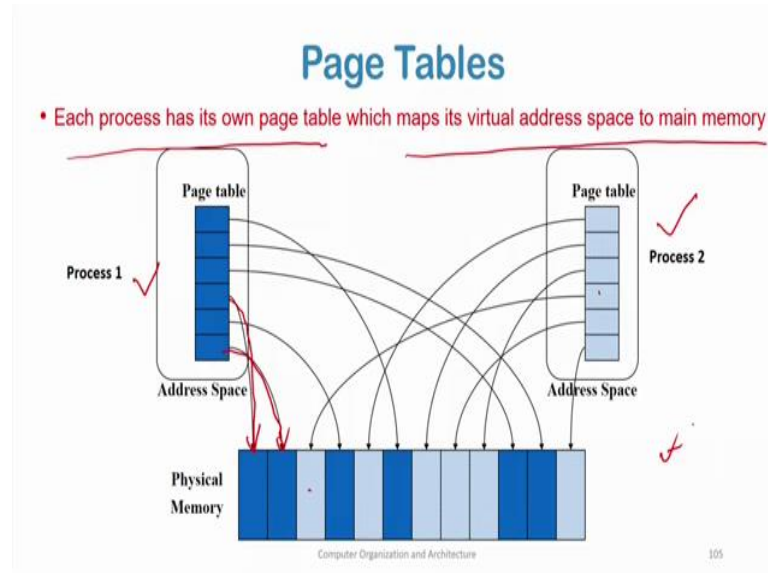 Page Tables
• Each process has its own page table which maps its virtual address space to main memory
Page table
Page table
Process 1
Process 2
Address Space
Address Space
Physical
Memory
Computer Organization and Architecture
105